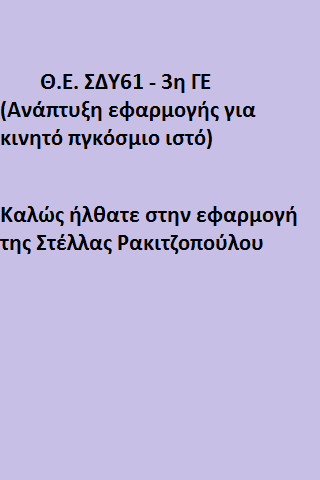 Θ.Ε. ΣΔΥ61 - 3η ΓΕ
(Ανάπτυξη εφαρμογής για
κινητό πγκόσμιο ιστό)
Καλώς ήλθατε στην εφαρμογή
της Στέλλας Ρακιτζοπούλου